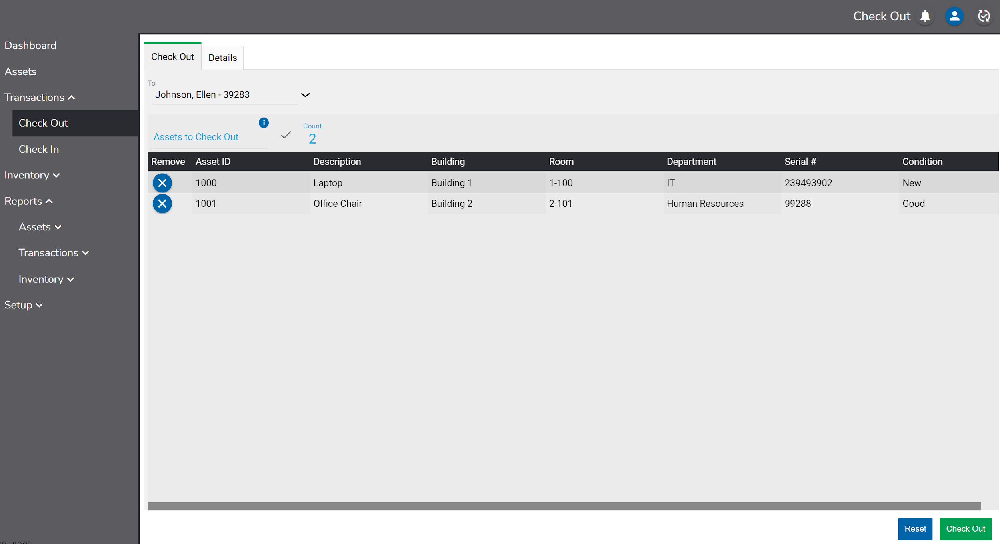 Check Out
Dashboard
Assets
Transactions
Check Out
Check In
Inventory
Reports
Assets
Transactions
Inventory
Setup
Check Out Details
To
Johnson, Ellen - 39283
Assets to Check Out
i
Count
2
Remove Asset ID Description Building Room Department Serial # Condition
1000 Laptop Building 1 1-100 IT 239493902 New
1001 Office Chair Building 2 2-101 Human Resources 99288 Good
Reset Check Out